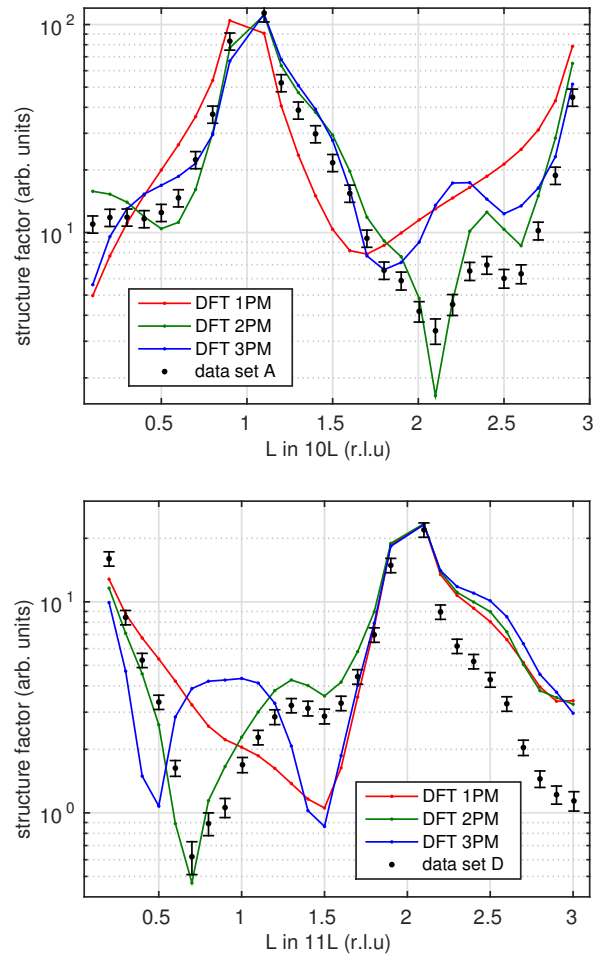 structure factor (arb. units)
10²
10¹
DFT 1PM
DFT 2PM
DFT 3PM
data set A
0.5 1 1.5 2 2.5 3
L in 10L (r.l.u)
structure factor (arb. units)
10¹
10⁰
DFT 1PM
DFT 2PM
DFT 3PM
data set D
0.5 1 1.5 2 2.5 3
L in 11L (r.l.u)